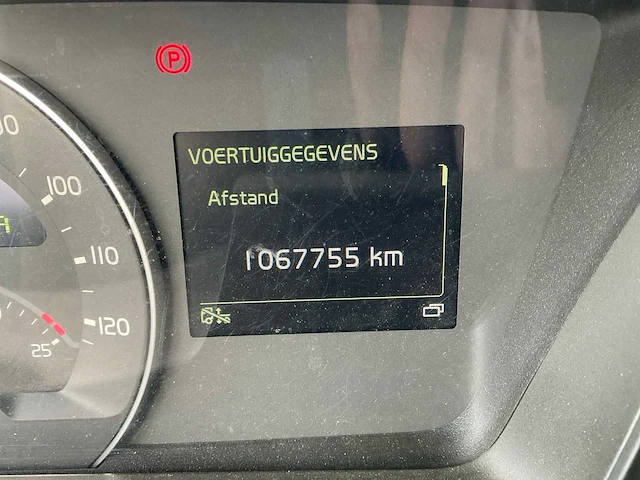 P
VOERTUIGGEGEVENS
Afstand
1067755 km
100
110
120
25